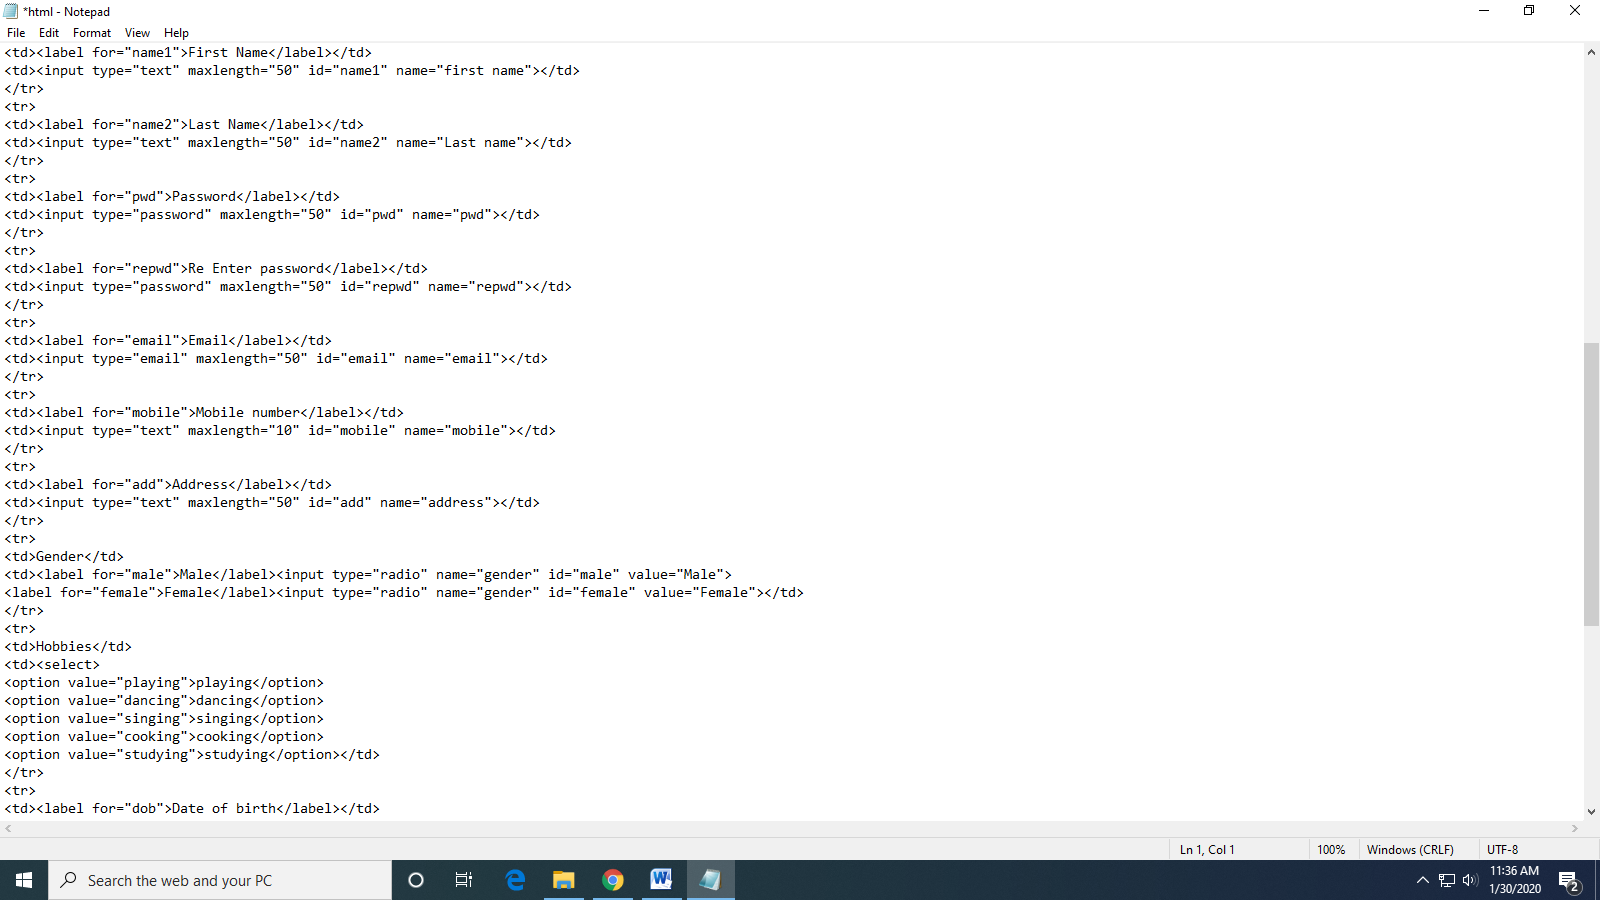 *html - Notepad
File Edit Format View Help
<td><label for="name1">First Name</label></td>
<td><input type="text" maxlength="50" id="name1" name="first name"></td>
</tr>
<tr>
<td><label for="name2">Last Name</label></td>
<td><input type="text" maxlength="50" id="name2" name="Last name"></td>
</tr>
<tr>
<td><label for="pwd">Password</label></td>
<td><input type="password" maxlength="50" id="pwd" name="pwd"></td>
</tr>
<tr>
<td><label for="repwd">Re Enter password</label></td>
<td><input type="password" maxlength="50" id="repwd" name="repwd"></td>
</tr>
<tr>
<td><label for="email">Email</label></td>
<td><input type="email" maxlength="50" id="email" name="email"></td>
</tr>
<tr>
<td><label for="mobile">Mobile number</label></td>
<td><input type="text" maxlength="10" id="mobile" name="mobile"></td>
</tr>
<tr>
<td><label for="add">Address</label></td>
<td><input type="text" maxlength="50" id="add" name="address"></td>
</tr>
<tr>
<td>Gender</td>
<td><label for="male">Male</label><input type="radio" name="gender" id="male" value="Male">
<label for="female">Female</label><input type="radio" name="gender" id="female" value="Female"></td>
</tr>
<tr>
<td>Hobbies</td>
<td><select>
<option value="playing">playing</option>
<option value="dancing">dancing</option>
<option value="singing">singing</option>
<option value="cooking">cooking</option>
<option value="studying">studying</option></td>
</tr>
<tr>
<td><label for="dob">Date of birth</label></td>
Ln 1, Col 1 100% Windows (CRLF) UTF-8
Search the web and your PC
11:36 AM
1/30/2020
2